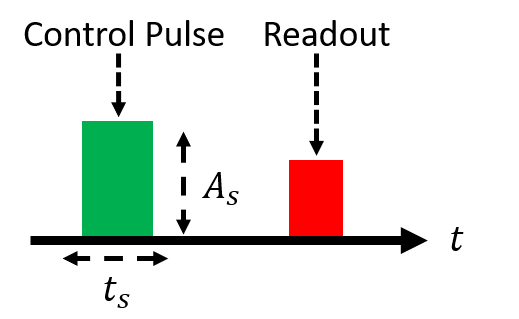 Control Pulse Readout
A_s
t
t_s